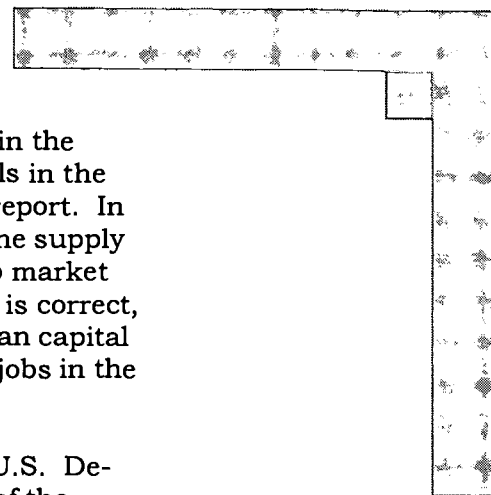 in the
ls in the
report. In
he supply
market
is correct,
an capital
jobs in the
U.S. De-
of the